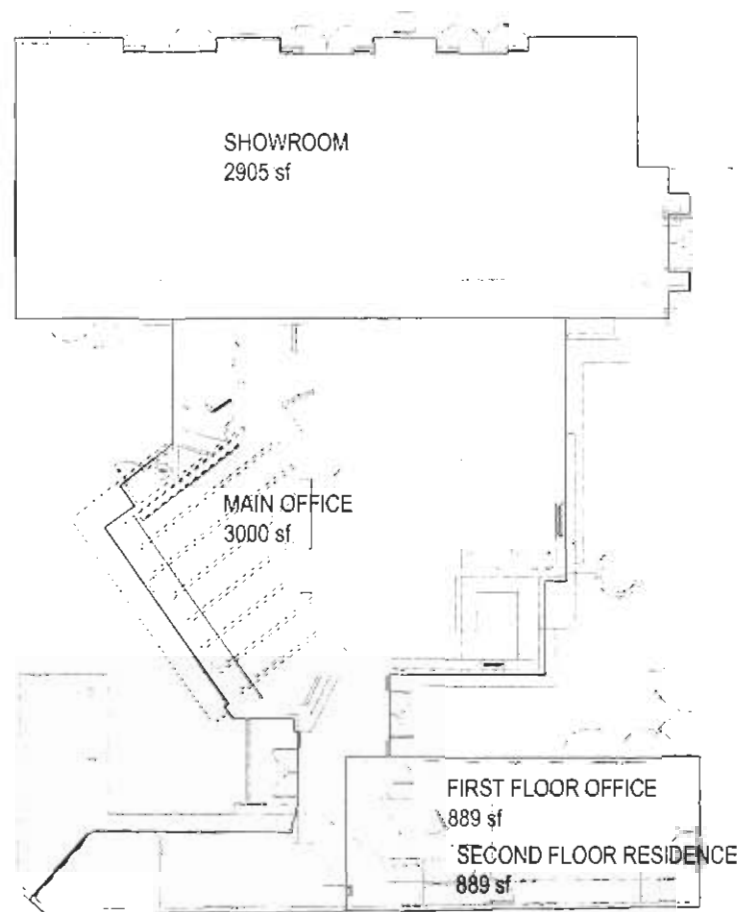 SHOWROOM
2905 sf
MAIN OFFICE
3000 sf
FIRST FLOOR OFFICE
889 sf
SECOND FLOOR RESIDENCE
889 sf